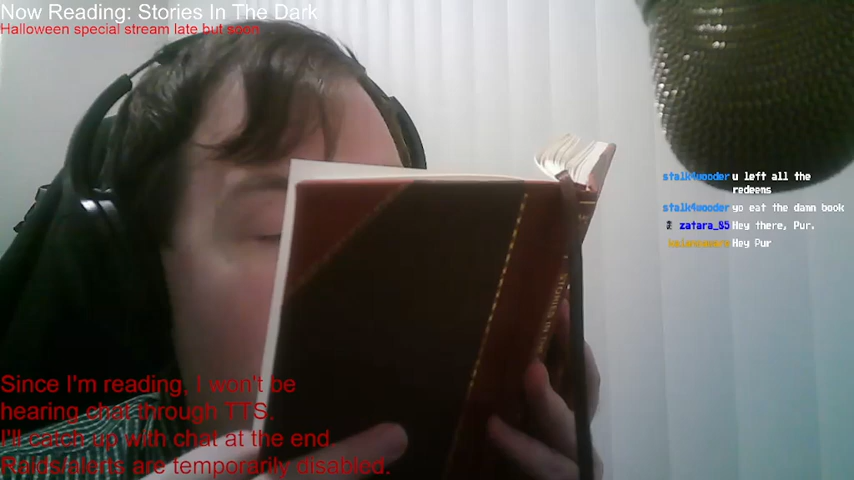 Now Reading: Stories In The Dark
Halloween special stream late but soon
stalk4wooder u left all the
redeems
stalk4wooder yo eat the damn book
zatara_85 Hey there, Pur.
Hey Pur
Since I'm reading, I won't be
hearing chat through TTS.
I'll catch up with chat at the end.
Raids/alerts are temporarily disabled.